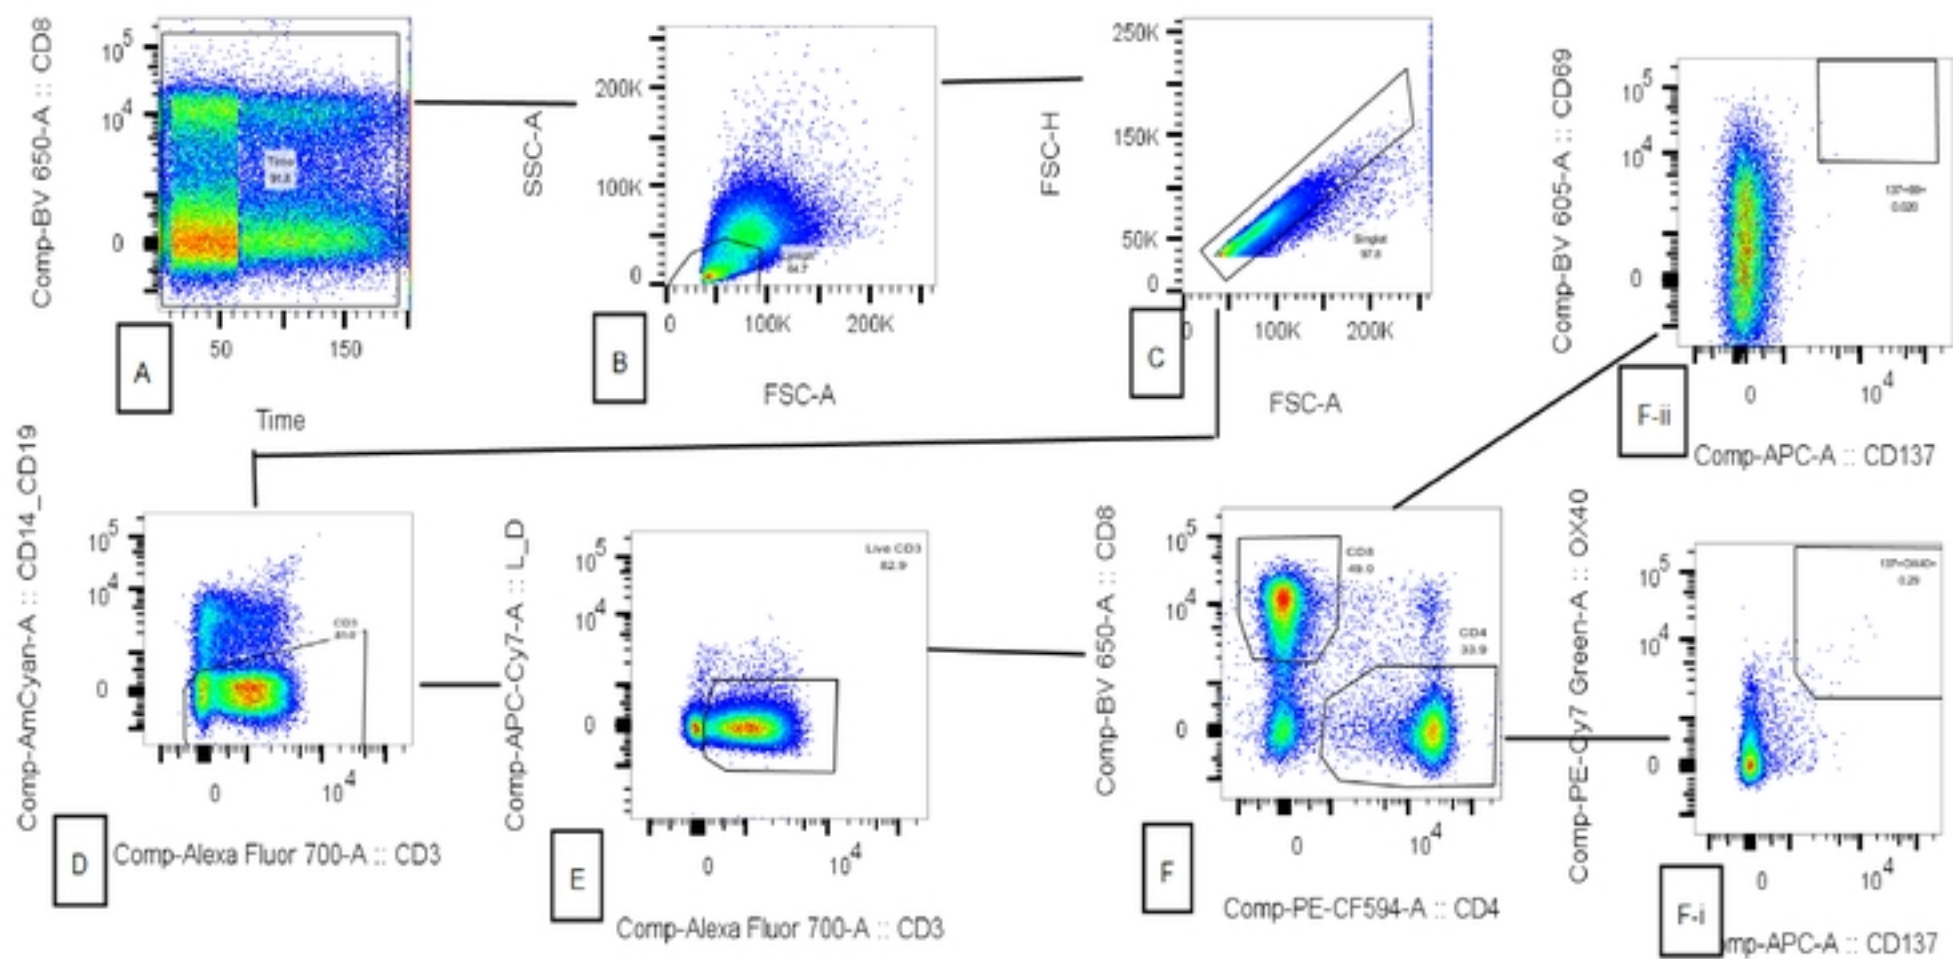 Comp-BV 650-A :: CD8
10^5
10^4
0
Time
50
150
Time
A
SSC-A
200K
100K
0
0
100K
200K
FSC-A
B
FSC-H
250K
150K
50K
0
Singlet
97.8
100K
200K
FSC-A
C
Comp-BV 605-A :: CD69
10^5
10^4
0
0.020
0
10^4
Comp-APC-A :: CD137
F-ii
Comp-AmCyan-A :: CD14_CD19
10^5
10^4
0
CD3
0
10^4
Comp-Alexa Fluor 700-A :: CD3
D
Comp-APC-Cy7-A :: L_D
10^5
10^4
0
Live CD3
82.9
0
10^4
Comp-Alexa Fluor 700-A :: CD3
E
Comp-BV 650-A :: CD8
10^5
10^4
0
CD8
49.0
CD4
33.9
0
10^4
Comp-PE-CF594-A :: CD4
F
Comp-PE-Cy7 Green-A :: OX40
10^5
10^4
0
0.29
0
10^4
mp-APC-A :: CD137
F-i